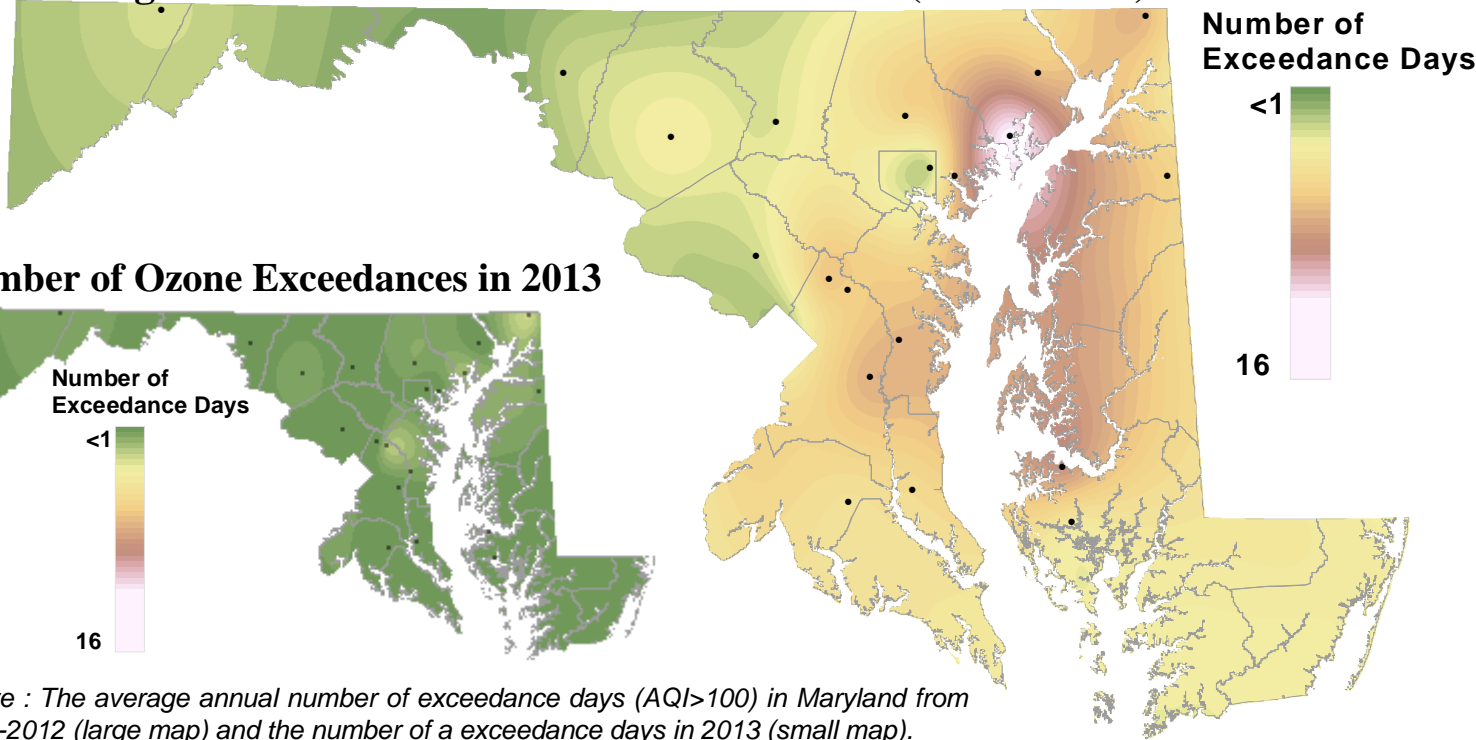 Number of
Exceedance Days
<1
16
Number of Ozone Exceedances in 2013
Number of
Exceedance Days
<1
16
: The average annual number of exceedance days (AQI>100) in Maryland from
-2012 (large map) and the number of a exceedance days in 2013 (small map).